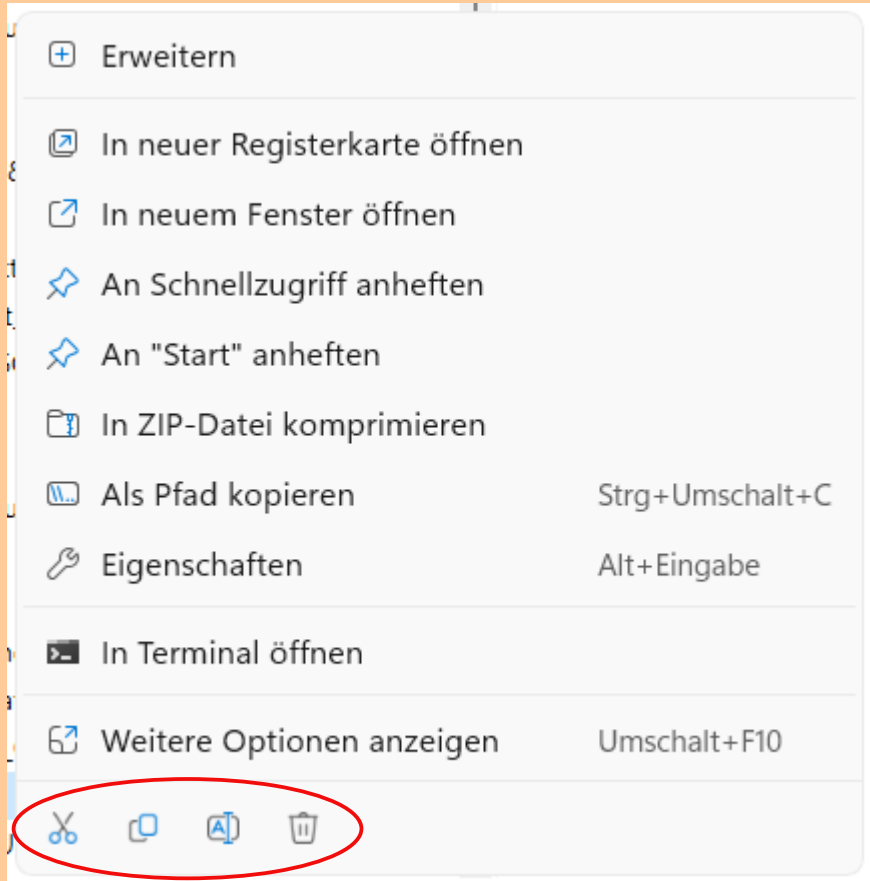 Erweitern
In neuer Registerkarte öffnen
In neuem Fenster öffnen
An Schnellzugriff anheften
An "Start" anheften
In ZIP-Datei komprimieren
Als Pfad kopieren Strg+Umschalt+C
Eigenschaften Alt+Eingabe
In Terminal öffnen
Weitere Optionen anzeigen Umschalt+F10